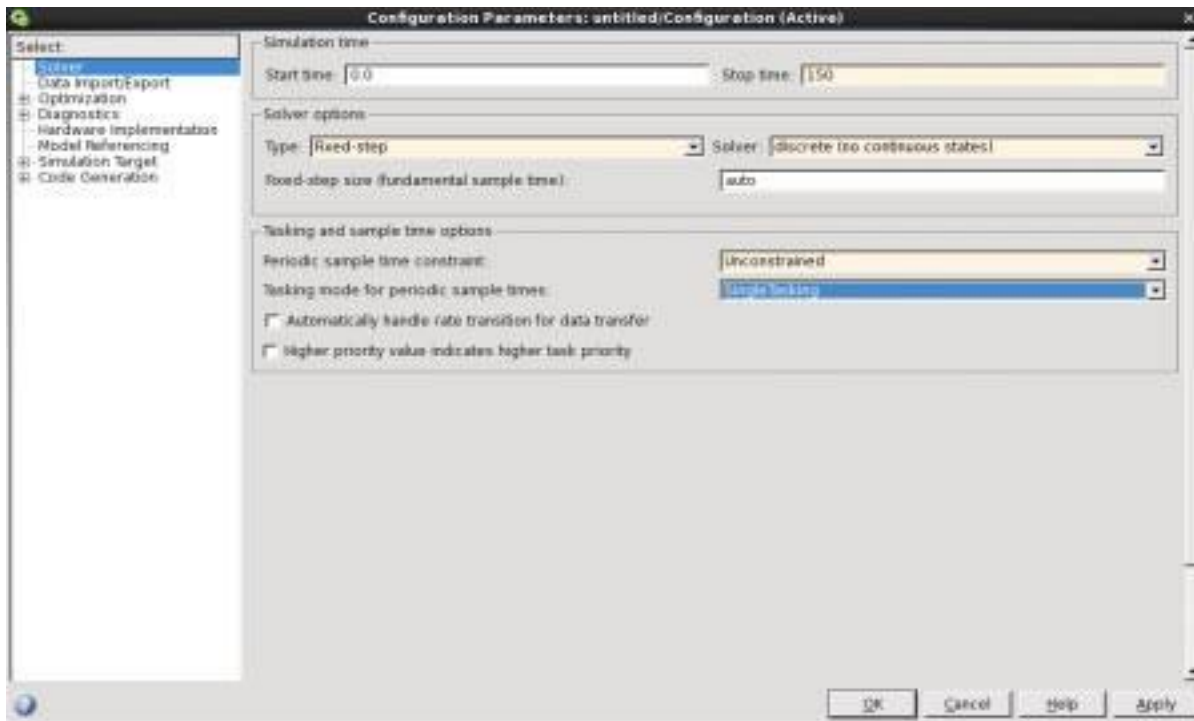 Configuration Parameters: untitled/Configuration (Active)
Select:
Solver
Data Import/Export
Optimization
Diagnostics
Hardware Implementation
Model Referencing
Simulation Target
Code Generation
Simulation time
Start time: 0.0 Stop time: 150
Solver options
Type: Fixed-step Solver: discrete (no continuous states)
Fixed-step size (fundamental sample time): auto
Tasking and sample time options
Periodic sample time constraint: Unconstrained
Tasking mode for periodic sample times: SingleTasking
Automatically handle rate transition for data transfer
Higher priority value indicates higher task priority
OK Cancel Help Apply